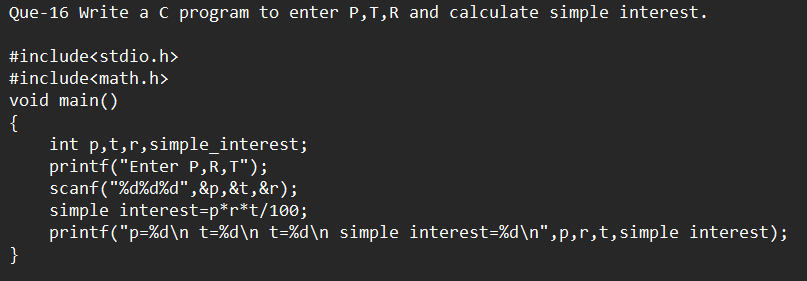 Que-16 Write a C program to enter P,T,R and calculate simple interest.
#include<stdio.h>
#include<math.h>
void main()
{
    int p,t,r,simple_interest;
    printf("Enter P,R,T");
    scanf("%d%d%d",&p,&t,&r);
    simple interest=p*r*t/100;
    printf("p=%d\n t=%d\n t=%d\n simple interest=%d\n",p,r,t,simple interest);
}